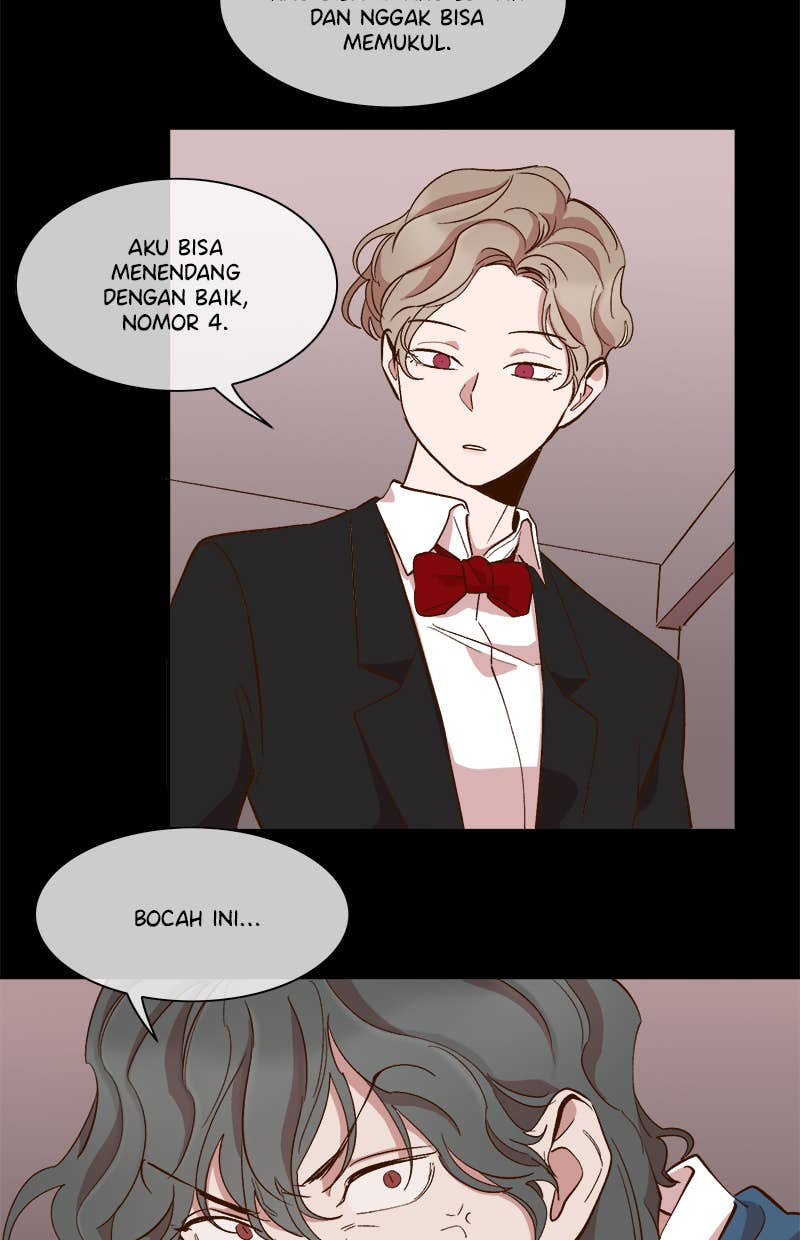 DAN NGGAK BISA
MEMUKUL.
AKU BISA
MENENDANG
DENGAN BAIK,
NOMOR 4.
BOCAH INI...